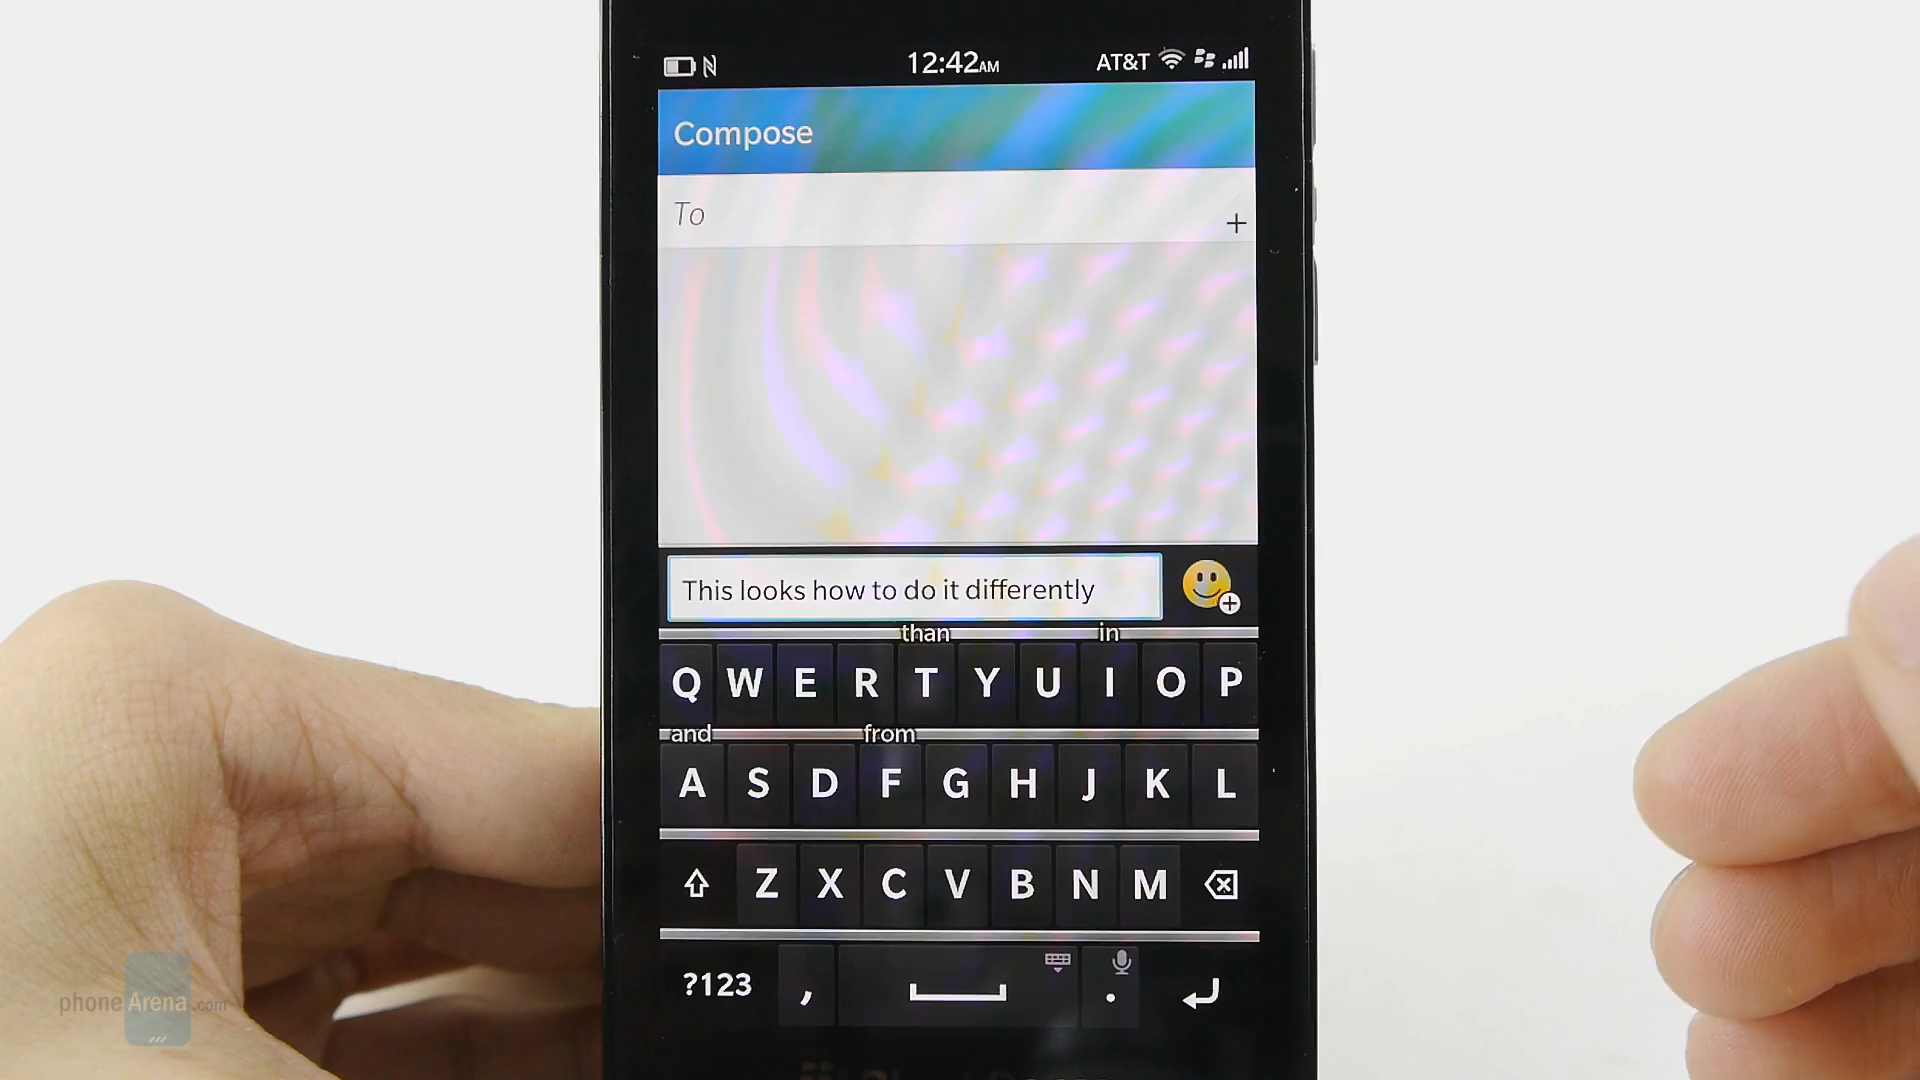 12:42AM AT&T
Compose
To
+
This looks how to do it differently
than in
Q W E R T Y U I O P
and from
A S D F G H J K L
Z X C V B N M
?123 , .
phoneArena.com